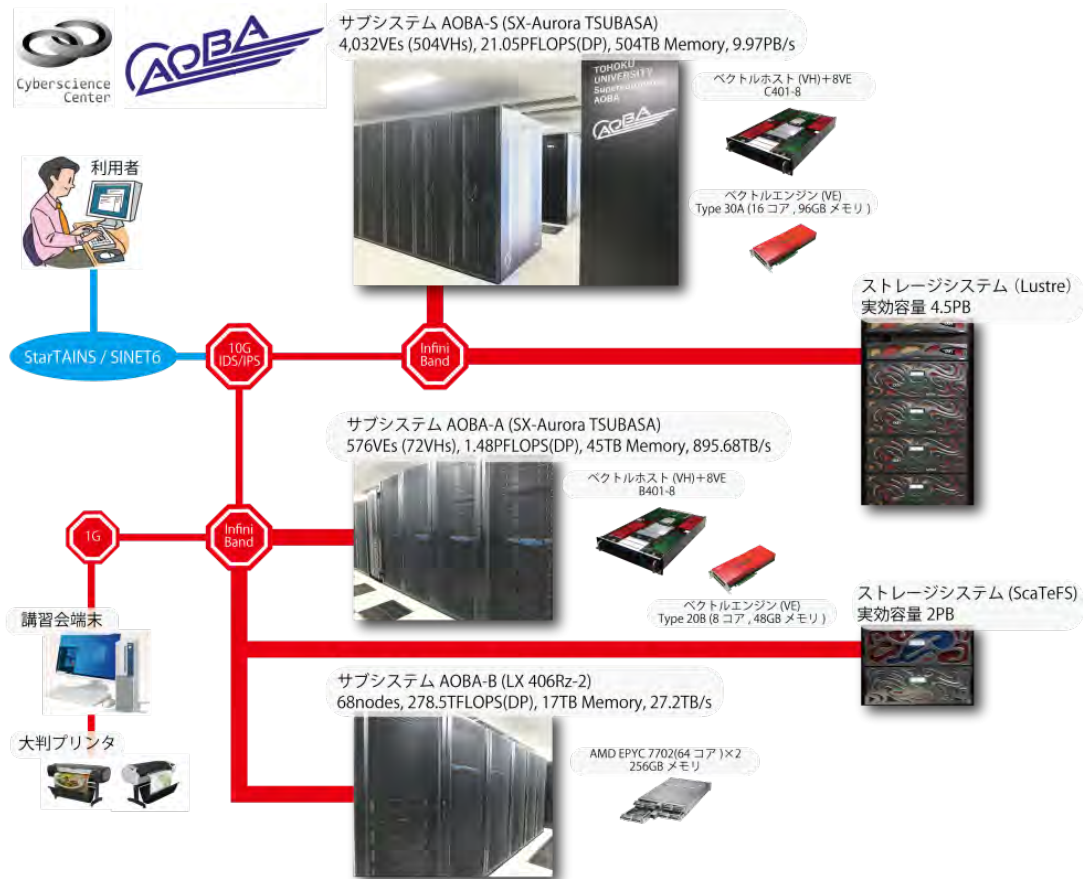 Cyberscience
Center
AOBA
サブシステム AOBA-S (SX-Aurora TSUBASA)
4,032VEs (504VHs), 21.05PFLOPS(DP), 504TB Memory, 9.97PB/s
TOHOKU
UNIVERSITY
Supercomputer
AOBA
AOBA
ベクトルホスト (VH)＋8VE
C401-8
ベクトルエンジン (VE)
Type 30A (16 コア , 96GB メモリ )
利用者
StarTAINS / SINET6
10G
IDS/IPS
Infini
Band
ストレージシステム（Lustre）
実効容量 4.5PB
サブシステム AOBA-A (SX-Aurora TSUBASA)
576VEs (72VHs), 1.48PFLOPS(DP), 45TB Memory, 895.68TB/s
ベクトルホスト (VH)＋8VE
B401-8
ベクトルエンジン (VE)
Type 20B (8 コア , 48GB メモリ )
1G
Infini
Band
講習会端末
大判プリンタ
ストレージシステム (ScaTeFS)
実効容量 2PB
サブシステム AOBA-B (LX 406Rz-2)
68nodes, 278.5TFLOPS(DP), 17TB Memory, 27.2TB/s
AMD EPYC 7702(64 コア )×2
256GB メモリ